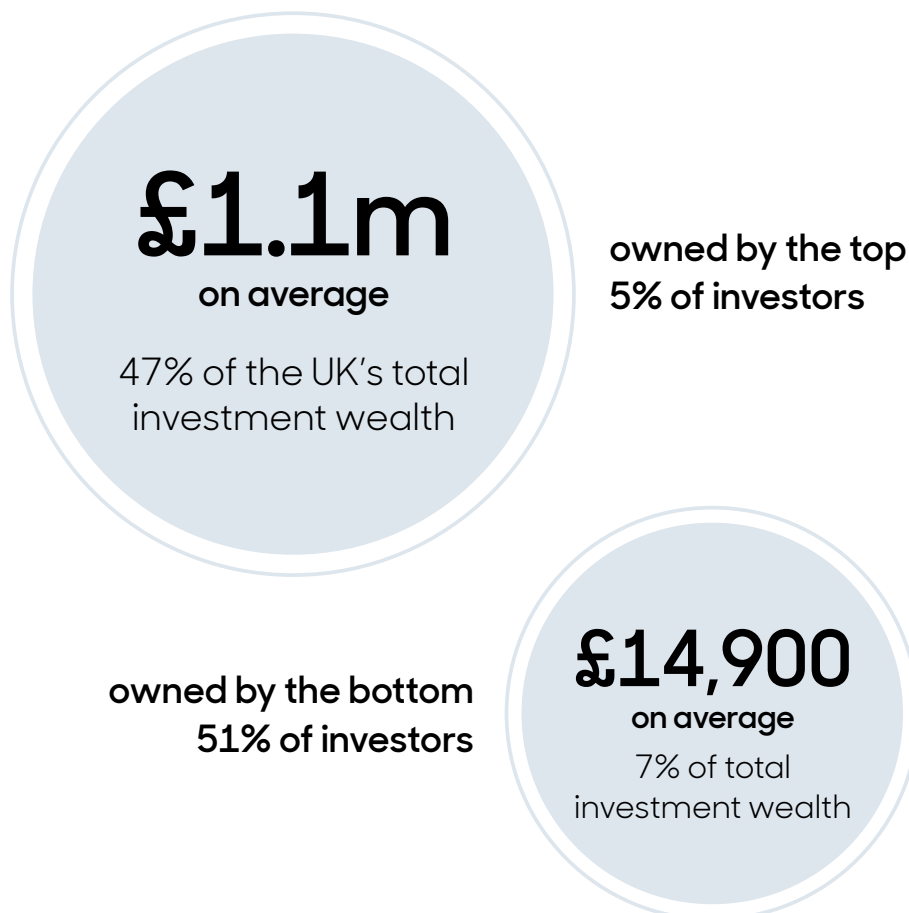 £1.1m
on average
47% of the UK’s total
investment wealth
owned by the top
5% of investors
owned by the bottom
51% of investors
£14,900
on average
7% of total
investment wealth